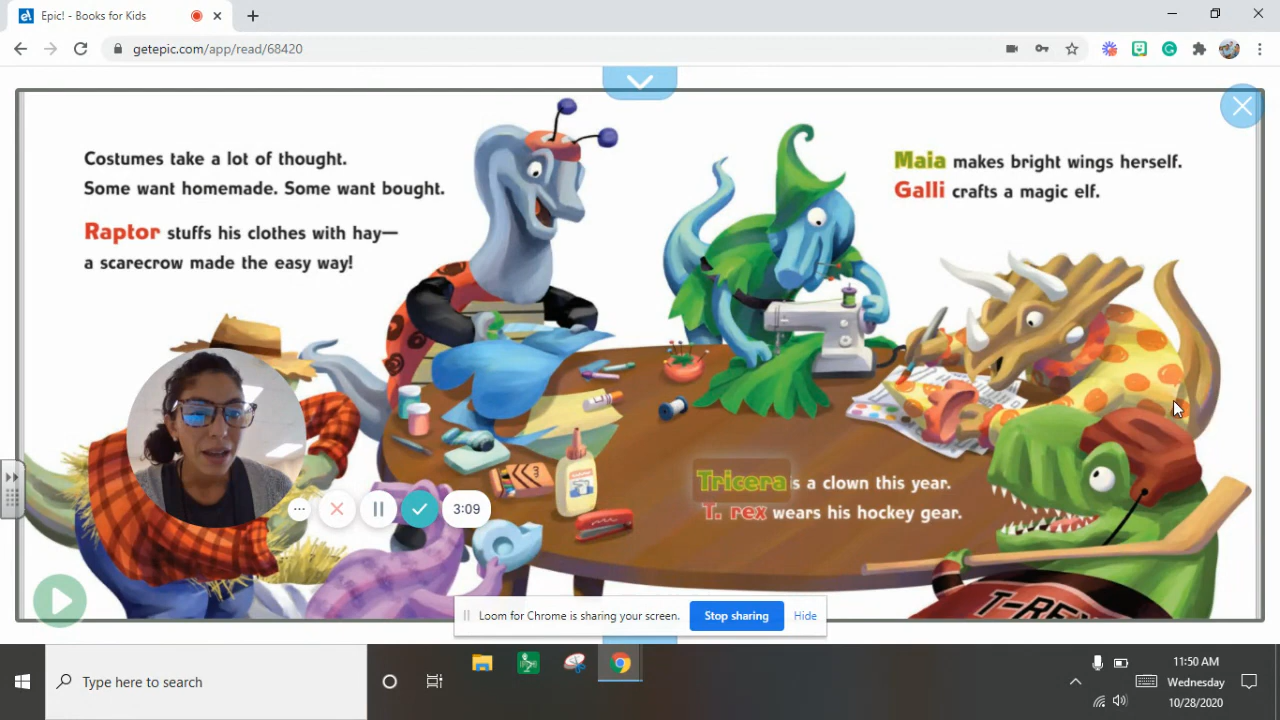 Epic! - Books for Kids
getepic.com/app/read/68420
Costumes take a lot of thought.
Some want homemade. Some want bought.
Raptor stuffs his clothes with hay—
a scarecrow made the easy way!
Maia makes bright wings herself.
Galli crafts a magic elf.
Tricera is a clown this year.
T. rex wears his hockey gear.
T-REX
3:09
Loom for Chrome is sharing your screen. Stop sharing Hide
Type here to search
11:50 AM
Wednesday
10/28/2020